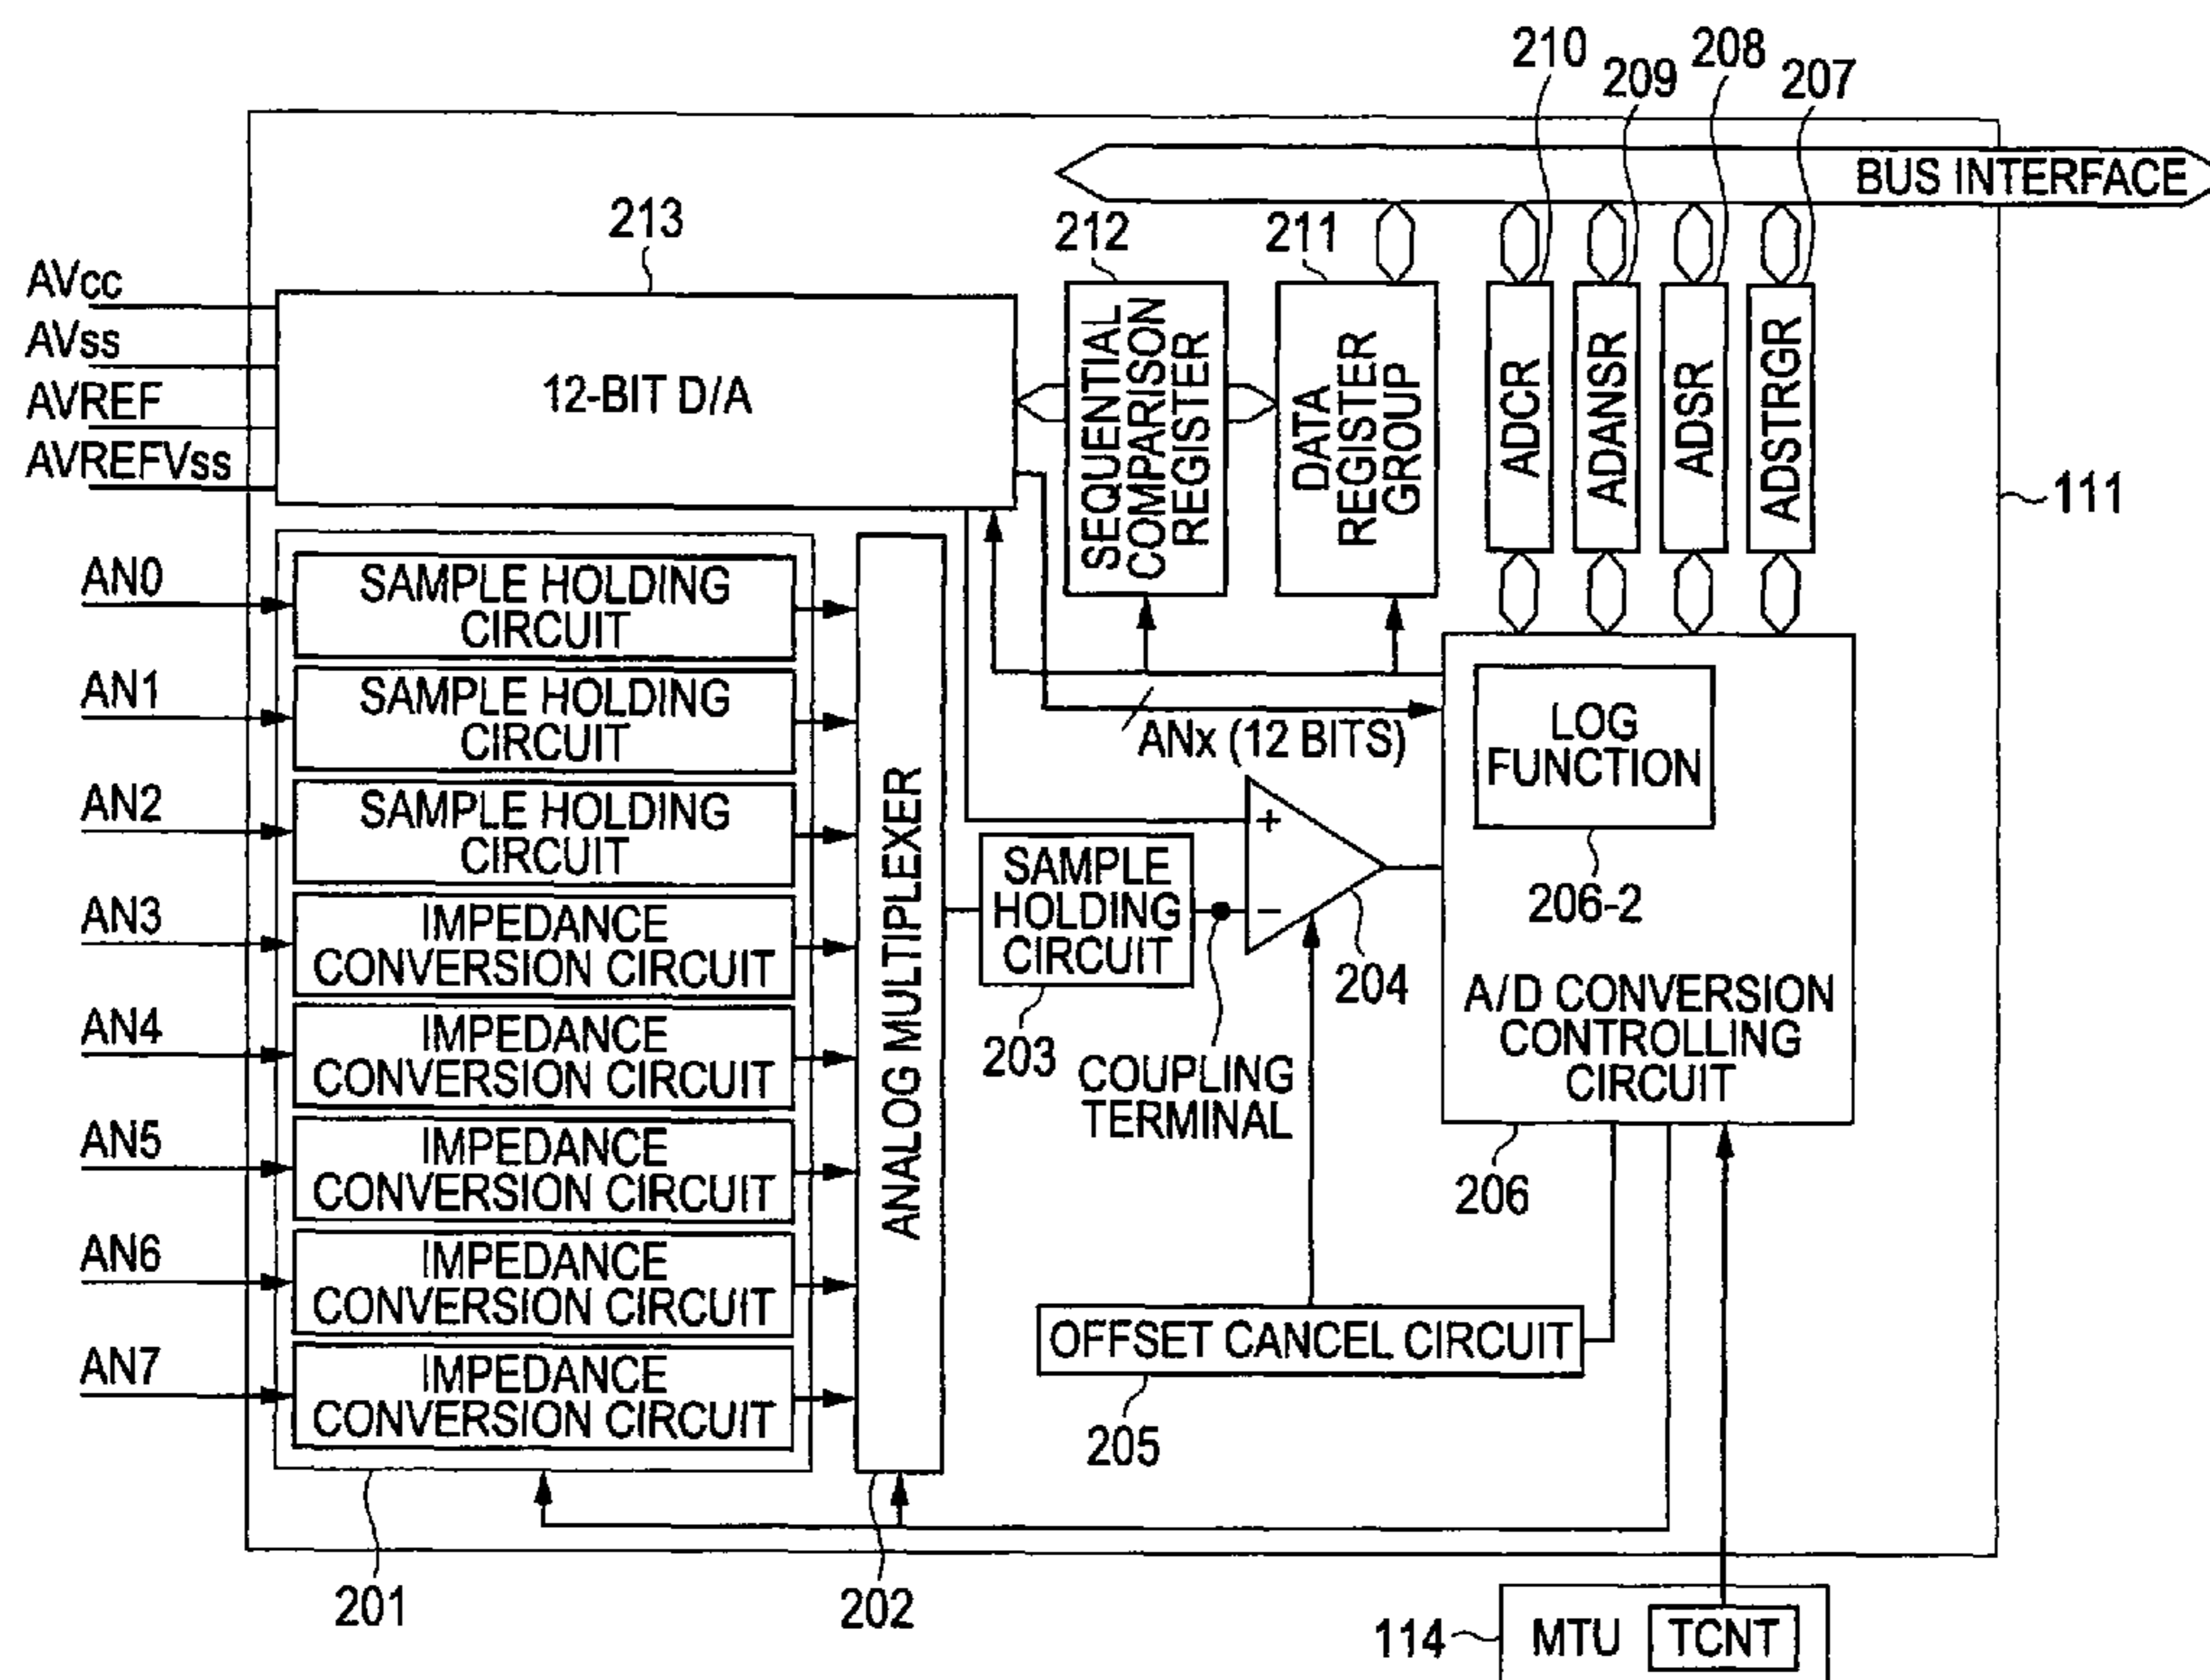 210
208
209
207
BUS INTERFACE
213
212
211
AVcc
AVss
AVREF
AVREFVss
12-BIT D/A
SEQUENTIAL
COMPARISON
REGISTER
DATA
REGISTER
GROUP
ADCR
ADANSR
ADSR
ADSTRGR
111
AN0
SAMPLE HOLDING
CIRCUIT
AN1
SAMPLE HOLDING
CIRCUIT
AN2
SAMPLE HOLDING
CIRCUIT
AN3
IMPEDANCE
CONVERSION CIRCUIT
AN4
IMPEDANCE
CONVERSION CIRCUIT
AN5
IMPEDANCE
CONVERSION CIRCUIT
AN6
IMPEDANCE
CONVERSION CIRCUIT
AN7
IMPEDANCE
CONVERSION CIRCUIT
201
ANALOG MULTIPLEXER
202
ANx (12 BITS)
SAMPLE
HOLDING
CIRCUIT
203
+
−
204
COUPLING
TERMINAL
LOG
FUNCTION
206-2
A/D CONVERSION
CONTROLLING
CIRCUIT
206
OFFSET CANCEL CIRCUIT
205
114
MTU
TCNT